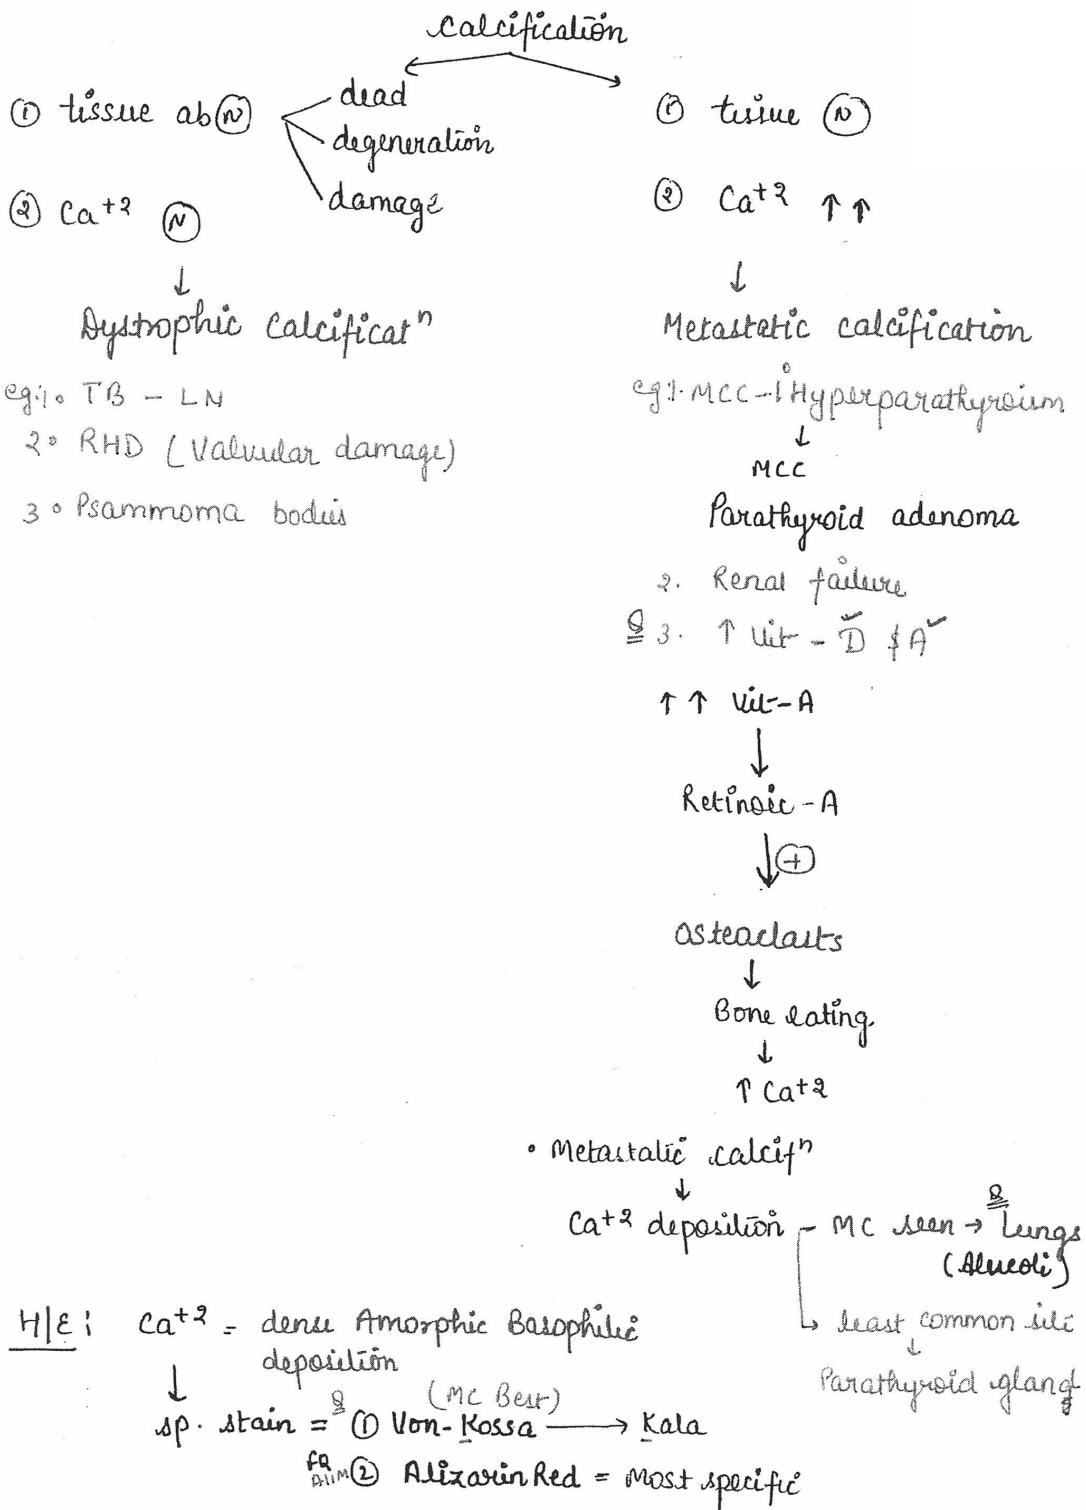 Calcification
① tissue ab Ⓝ
dead
degeneration
damage
② Ca+2 Ⓝ
↓
Dystrophic Calcificatⁿ
eg:1. TB - LN
2. RHD (Valvular damage)
3. Psammoma bodies
① tissue Ⓝ
② Ca+2 ↑↑
↓
Metastatic calcification
eg 1. MCC - 1° Hyperparathyroism
↓
MCC
Parathyroid adenoma
2. Renal failure
Q 3. ↑ Vit - D & A
↑↑ Vit-A
↓
Retinoic - A
↓ ⊕
Osteoclasts
↓
Bone eating
↓
↑ Ca+2
• Metastatic calcifⁿ
↓
Ca+2 deposition - MC seen → Lungs Q
(Alveoli)
↳ least common site
↓
Parathyroid gland
H/E: Ca+2 = dense Amorphic Basophilic
deposition
↓
(MC Best)
sp. stain = Q ① Von-Kossa → Kala
② Alizarin Red = Most specific